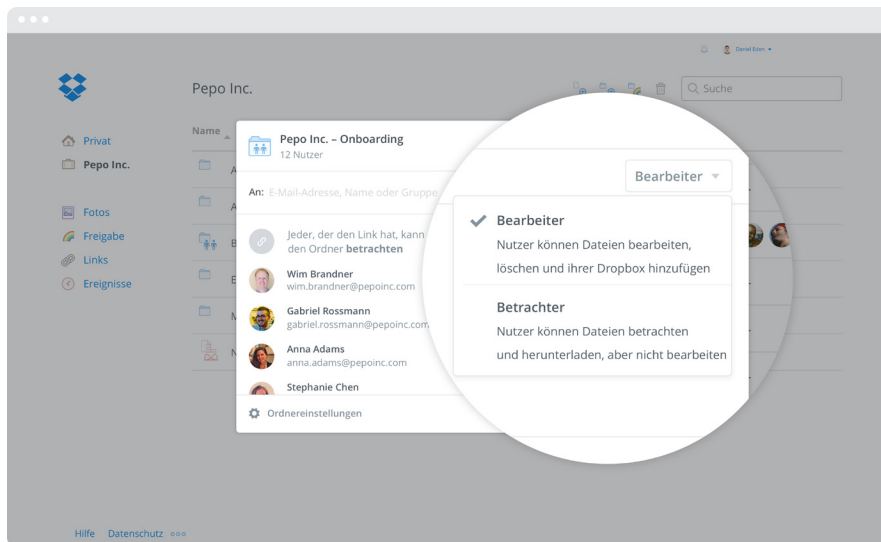 Daniel Eden
Pepo Inc.
Suche
Name
Privat
Pepo Inc.
Fotos
Freigabe
Links
Ereignisse
A
A
B
E
M
N
Pepo Inc. – Onboarding
12 Nutzer
An: E-Mail-Adresse, Name oder Gruppe
Jeder, der den Link hat, kann
den Ordner betrachten
Wim Brandner
wim.brandner@pepoinc.com
Gabriel Rossmann
gabriel.rossmann@pepoinc.com
Anna Adams
anna.adams@pepoinc.com
Stephanie Chen
Ordnereinstellungen
Bearbeiter
Bearbeiter
Nutzer können Dateien bearbeiten,
löschen und ihrer Dropbox hinzufügen
Betrachter
Nutzer können Dateien betrachten
und herunterladen, aber nicht bearbeiten
Hilfe Datenschutz